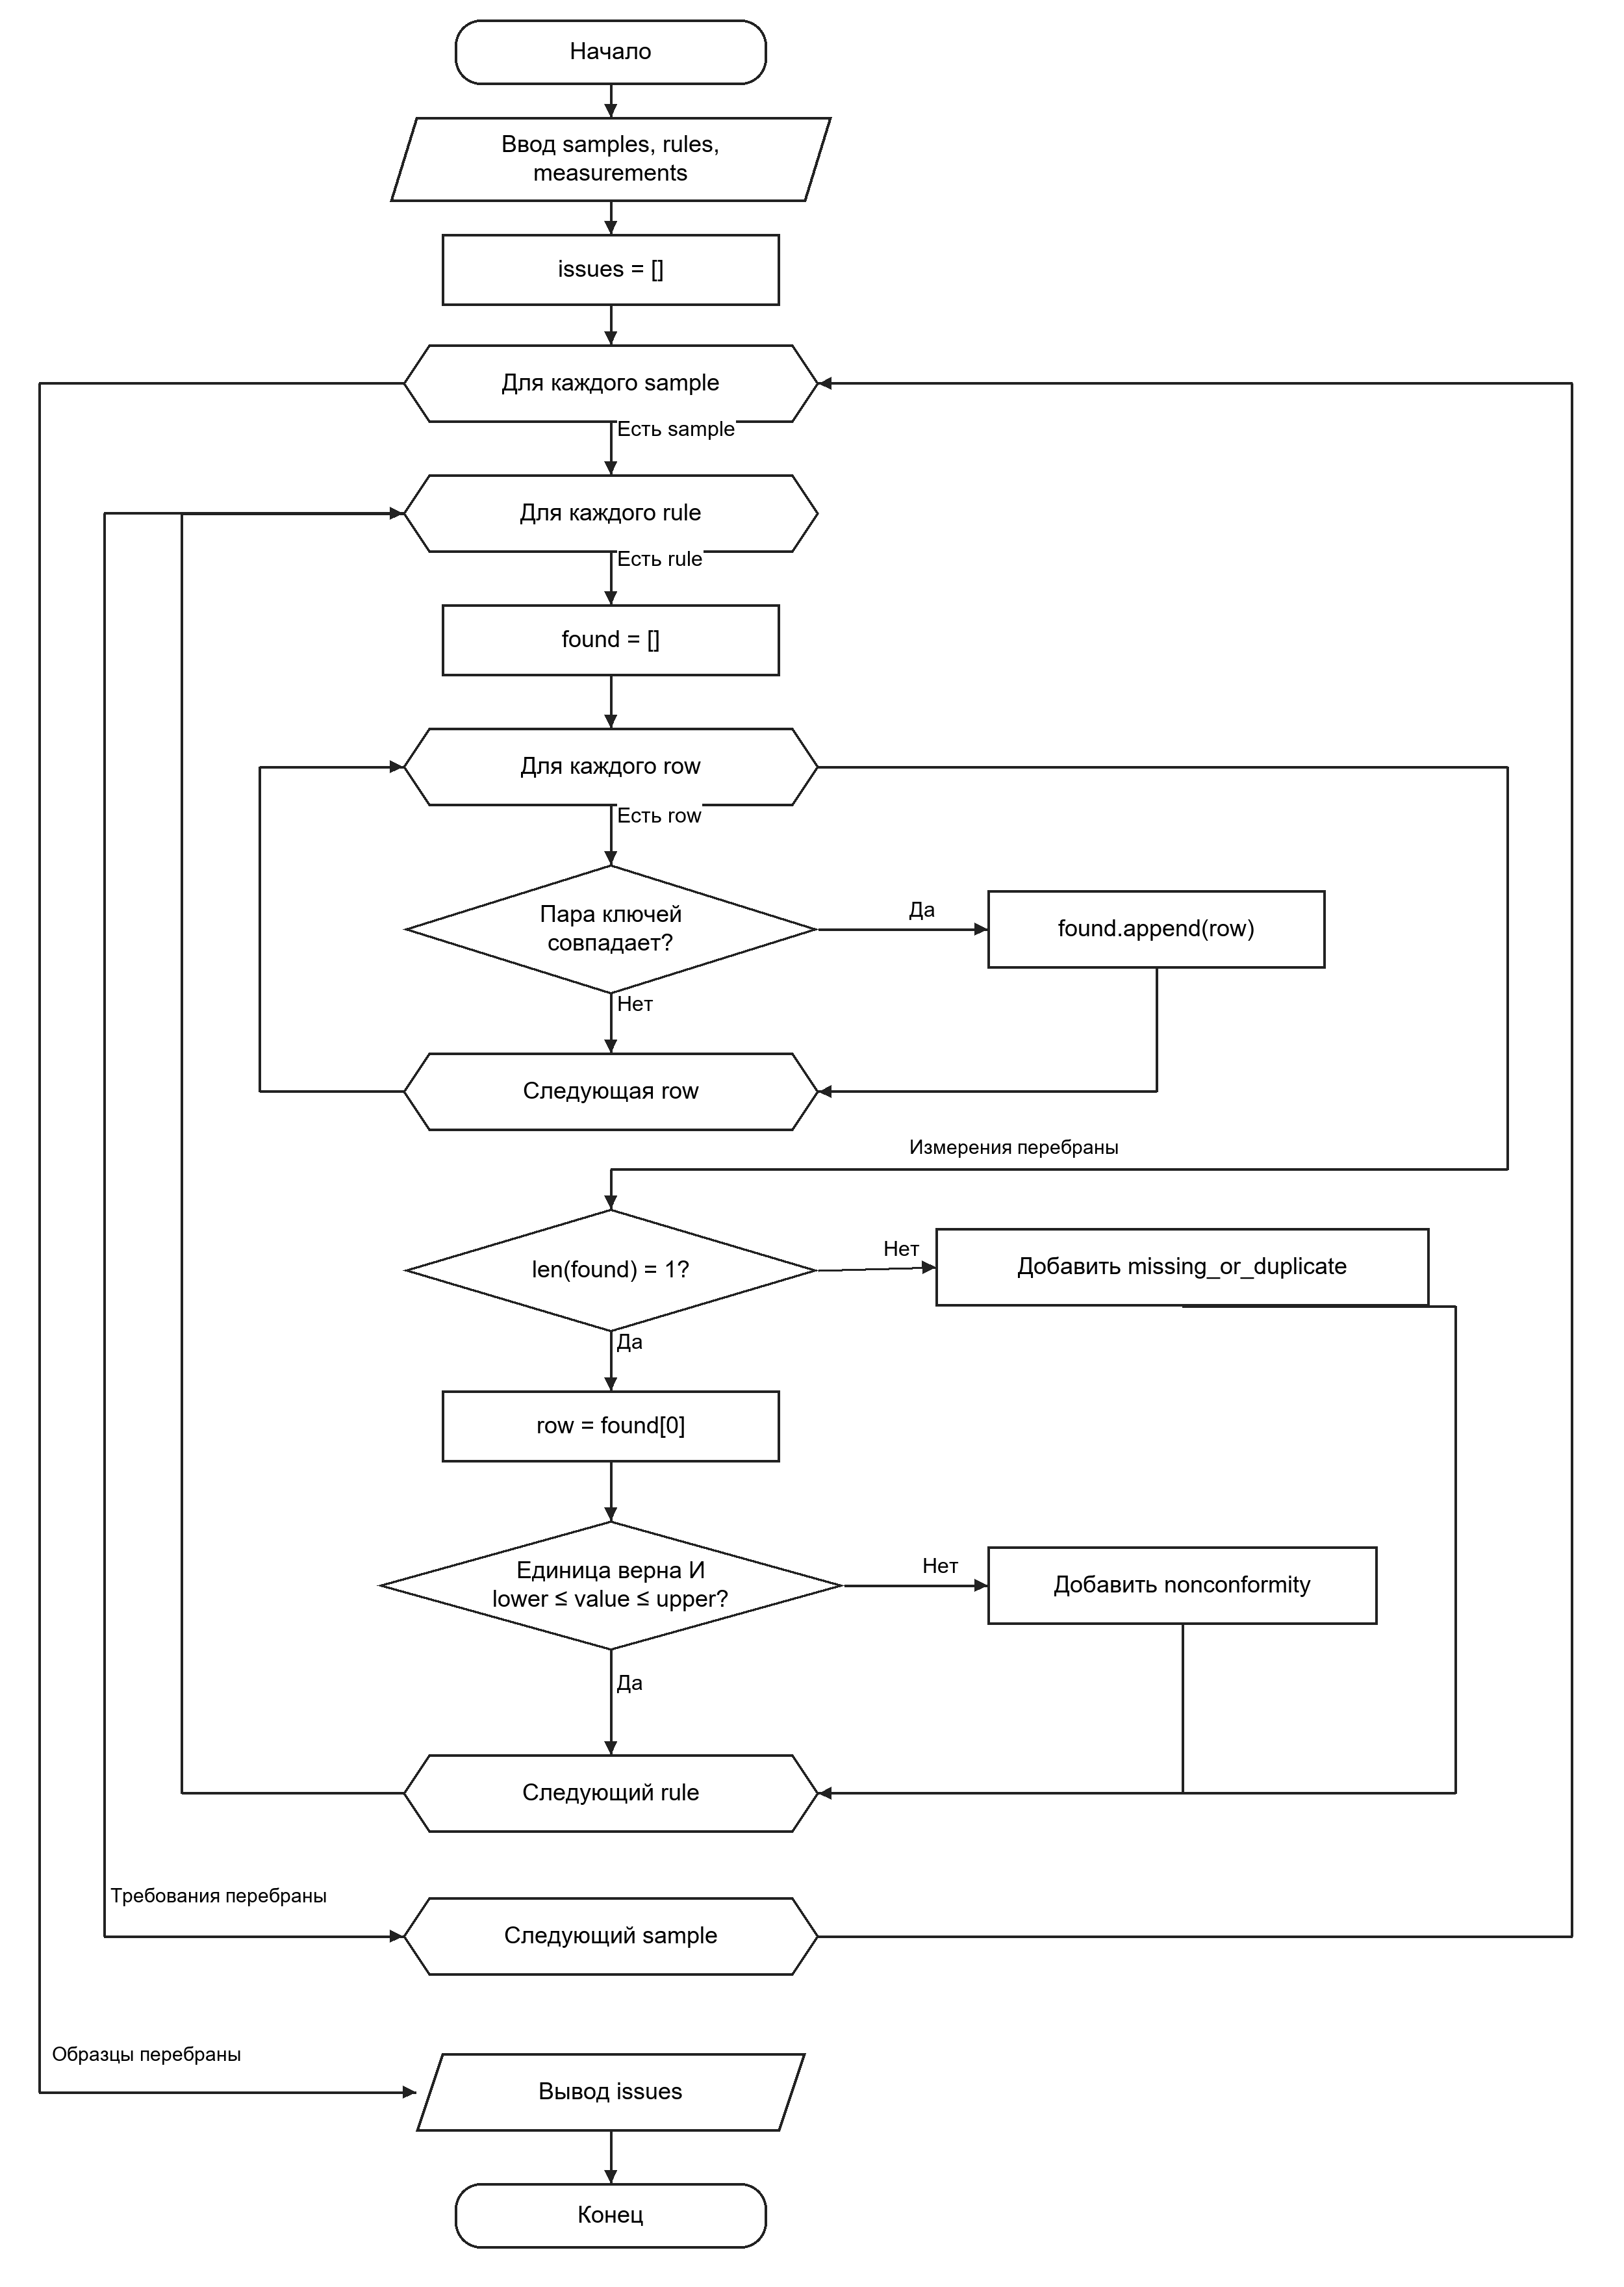 Начало
Ввод samples, rules,
measurements
issues = []
Для каждого sample
Есть sample
Для каждого rule
Есть rule
found = []
Для каждого row
Есть row
Пара ключей
совпадает?
Да
found.append(row)
Нет
Следующая row
Измерения перебраны
len(found) = 1?
Нет
Добавить missing_or_duplicate
Да
row = found[0]
Единица верна И
lower ≤ value ≤ upper?
Нет
Добавить nonconformity
Да
Следующий rule
Требования перебраны
Следующий sample
Образцы перебраны
Вывод issues
Конец